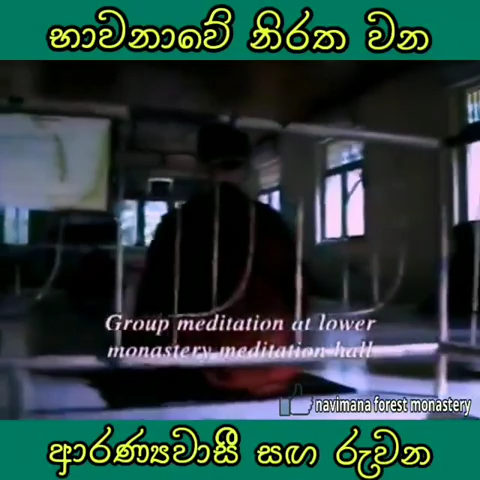 භාවනාවේ නිරත වන
Group meditation at lower
monastery meditation hall
navimana forest monastery
ආරණ්‍යවාසී සඟ රුවන